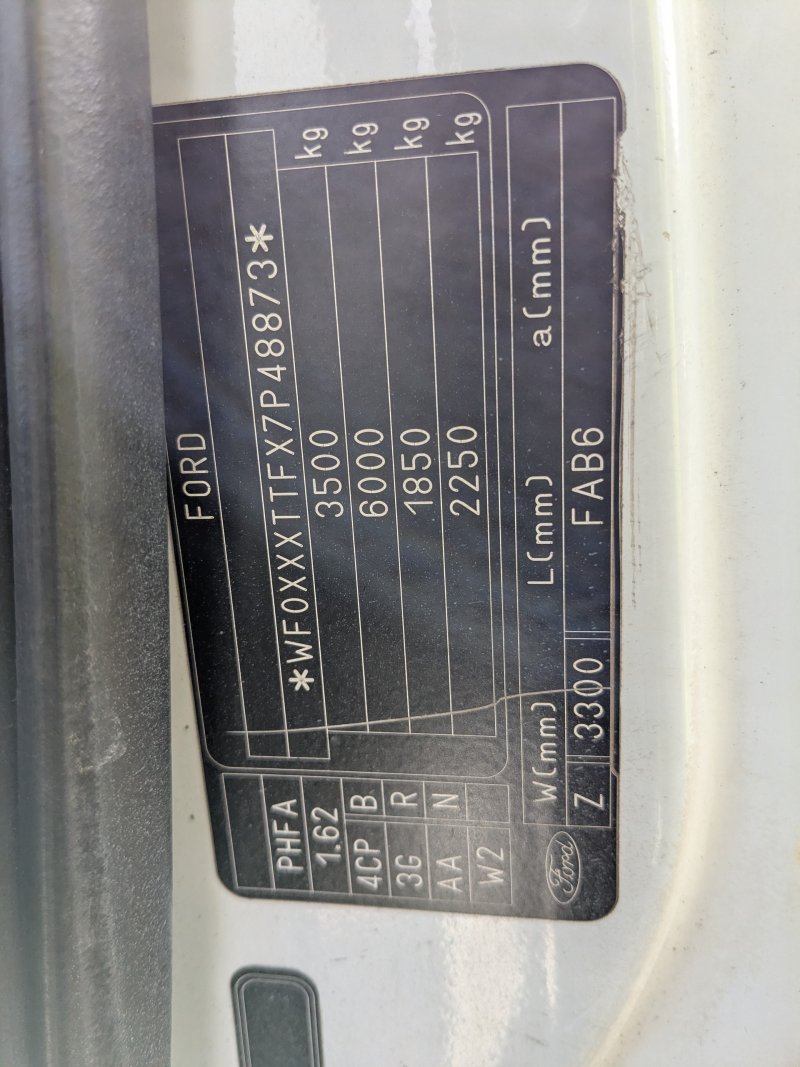 FORD
*WF0XXXTTFX7P48873*
3500 kg
6000 kg
1850 kg
2250 kg
PHFA
1.62
4CP B
3G R
AA N
W2
W(mm) L(mm) a(mm)
Z 3300 FAB6
Ford